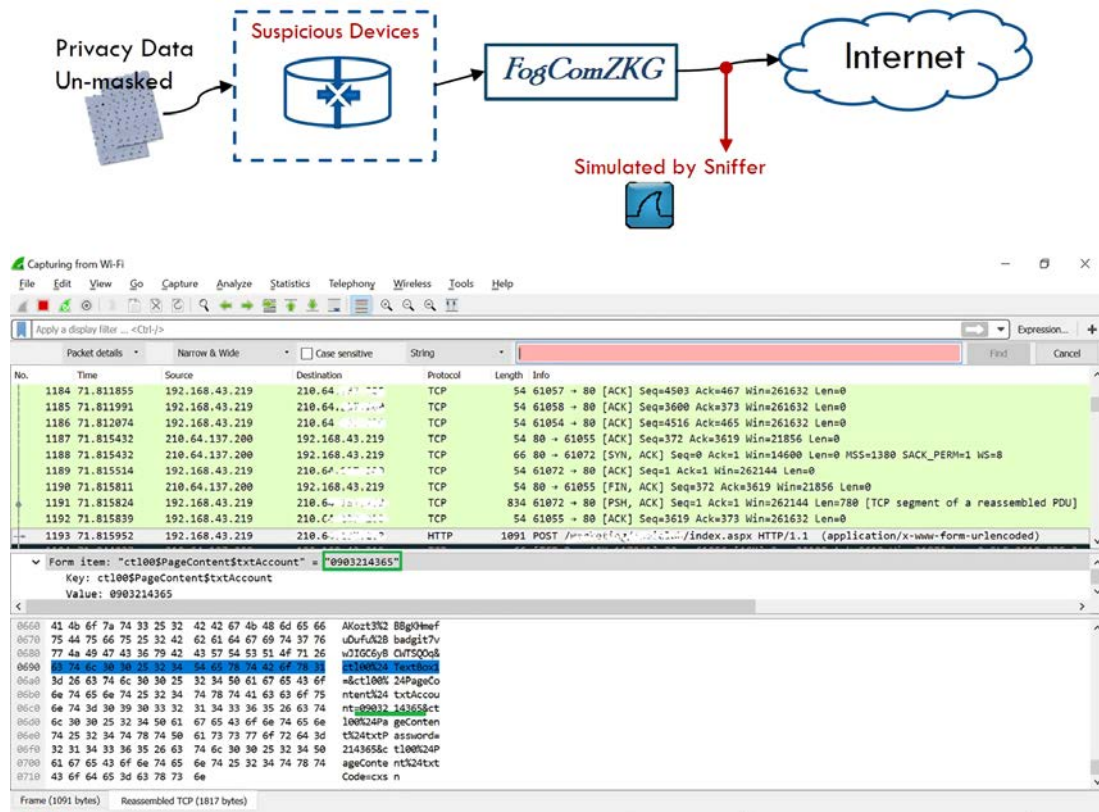 Privacy Data
Un-masked
Suspicious Devices
FogComZKG
Internet
Simulated by Sniffer
Capturing from Wi-Fi
File Edit View Go Capture Analyze Statistics Telephony Wireless Tools Help
Apply a display filter ... <Ctrl-/>
Expression... +
Packet details Narrow & Wide Case sensitive String Find Cancel
No. Time Source Destination Protocol Length Info
1184 71.811855 192.168.43.219 210.64. TCP 54 61057 → 80 [ACK] Seq=4503 Ack=467 Win=261632 Len=0
1185 71.811991 192.168.43.219 210.64. TCP 54 61058 → 80 [ACK] Seq=3600 Ack=373 Win=261632 Len=0
1186 71.812074 192.168.43.219 210.64 TCP 54 61054 → 80 [ACK] Seq=4516 Ack=465 Win=261632 Len=0
1187 71.815432 210.64.137.200 192.168.43.219 TCP 54 80 → 61055 [ACK] Seq=372 Ack=3619 Win=21856 Len=0
1188 71.815432 210.64.137.200 192.168.43.219 TCP 66 80 → 61072 [SYN, ACK] Seq=0 Ack=1 Win=14600 Len=0 MSS=1380 SACK_PERM=1 WS=8
1189 71.815514 192.168.43.219 210.64. TCP 54 61072 → 80 [ACK] Seq=1 Ack=1 Win=262144 Len=0
1190 71.815811 210.64.137.200 192.168.43.219 TCP 54 80 → 61055 [FIN, ACK] Seq=372 Ack=3619 Win=21856 Len=0
1191 71.815824 192.168.43.219 210.64 TCP 834 61072 → 80 [PSH, ACK] Seq=1 Ack=1 Win=262144 Len=780 [TCP segment of a reassembled PDU]
1192 71.815839 192.168.43.219 TCP 54 61055 → 80 [ACK] Seq=3619 Ack=373 Win=261632 Len=0
1193 71.815952 192.168.43.219 210.6 HTTP 1091 POST /index.aspx HTTP/1.1 (application/x-www-form-urlencoded)
Form item: "ctl00$PageContent$txtAccount" = "0903214365"
Key: ctl00$PageContent$txtAccount
Value: 0903214365
0660 41 4b 6f 7a 74 33 25 32 42 42 67 4b 48 6d 65 66 AKozt3%2 BBgKHmef
0670 75 44 75 66 75 25 32 42 62 61 64 67 69 74 37 76 uDufu%2B badgit7v
0680 77 4a 49 47 43 36 79 42 43 57 54 53 51 4f 71 26 wJIGC6yB CWTSQOq&
0690 63 74 6c 30 30 25 32 34 54 65 78 74 42 6f 78 31 ctl00%24 TextBox1
06a0 3d 26 63 74 6c 30 30 25 32 34 50 61 67 65 43 6f =&ctl00% 24PageCo
06b0 6e 74 65 6e 74 25 32 34 74 78 74 41 63 63 6f 75 ntent%24 txtAccou
06c0 6e 74 3d 30 39 30 33 32 31 34 33 36 35 26 63 74 nt=09032 14365&ct
06d0 6c 30 30 25 32 34 50 61 67 65 43 6f 6e 74 65 6e l00%24Pa geConten
06e0 74 25 32 34 74 78 74 50 61 73 73 77 6f 72 64 3d t%24txtP assword=
06f0 32 31 34 33 36 35 26 63 74 6c 30 30 25 32 34 50 214365&c tl00%24P
0700 61 67 65 43 6f 6e 74 65 6e 74 25 32 34 74 78 74 ageConte nt%24txt
0710 43 6f 64 65 3d 63 78 73 6e Code=cxs n
Frame (1091 bytes) Reassembled TCP (1817 bytes)